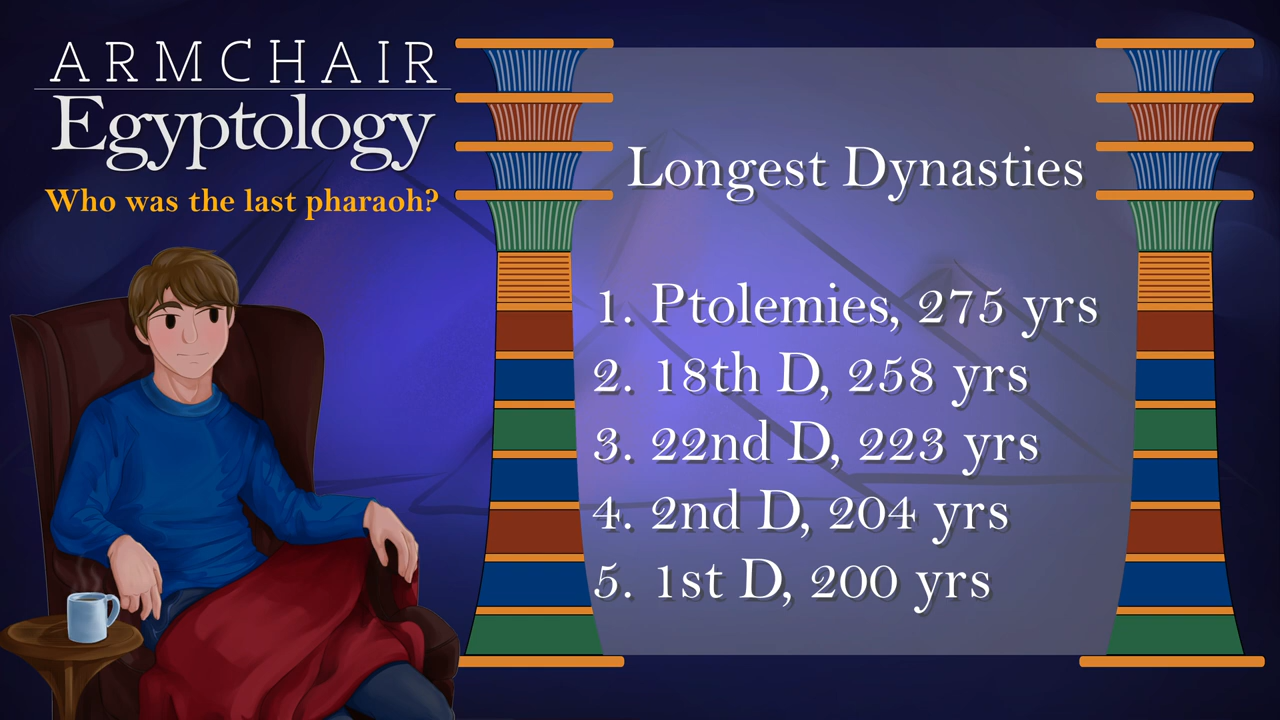 ARMCHAIR
Egyptology
Who was the last pharaoh?
Longest Dynasties
1. Ptolemies, 275 yrs
2. 18th D, 258 yrs
3. 22nd D, 223 yrs
4. 2nd D, 204 yrs
5. 1st D, 200 yrs